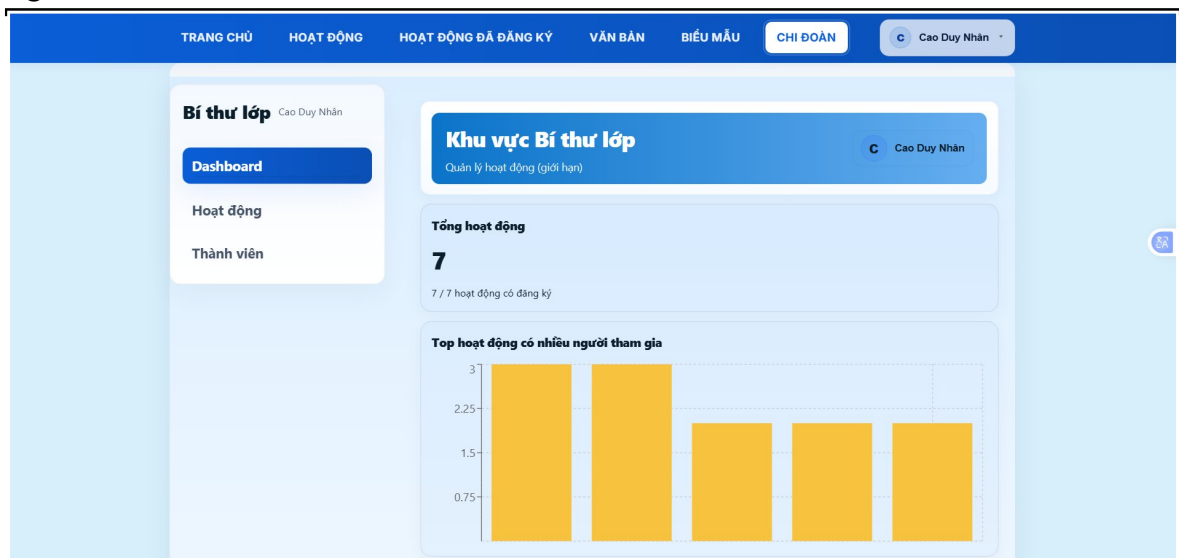 TRANG CHỦ HOẠT ĐỘNG HOẠT ĐỘNG ĐÃ ĐĂNG KÝ VĂN BẢN BIỂU MẪU CHI ĐOÀN C Cao Duy Nhân
Bí thư lớp Cao Duy Nhân
Dashboard
Hoạt động
Thành viên
Khu vực Bí thư lớp
Quản lý hoạt động (giới hạn)
C Cao Duy Nhân
Tổng hoạt động
7
7 / 7 hoạt động có đăng ký
Top hoạt động có nhiều người tham gia
3
2.25
1.5
0.75